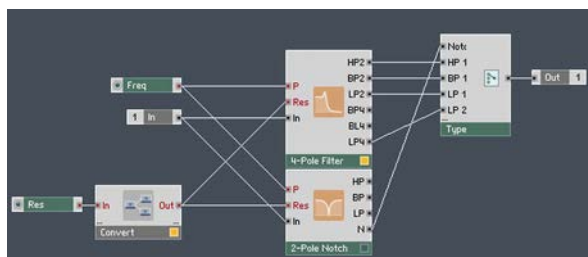 Freq
1 In
Res
In Out
Convert
P
Res
In
HP2
BP2
LP2
BP4
BL4
LP4
4-Pole Filter
P
Res
In
HP
BP
LP
N
2-Pole Notch
Notc
HP 1
BP 1
LP 1
LP 2
Type
Out 1